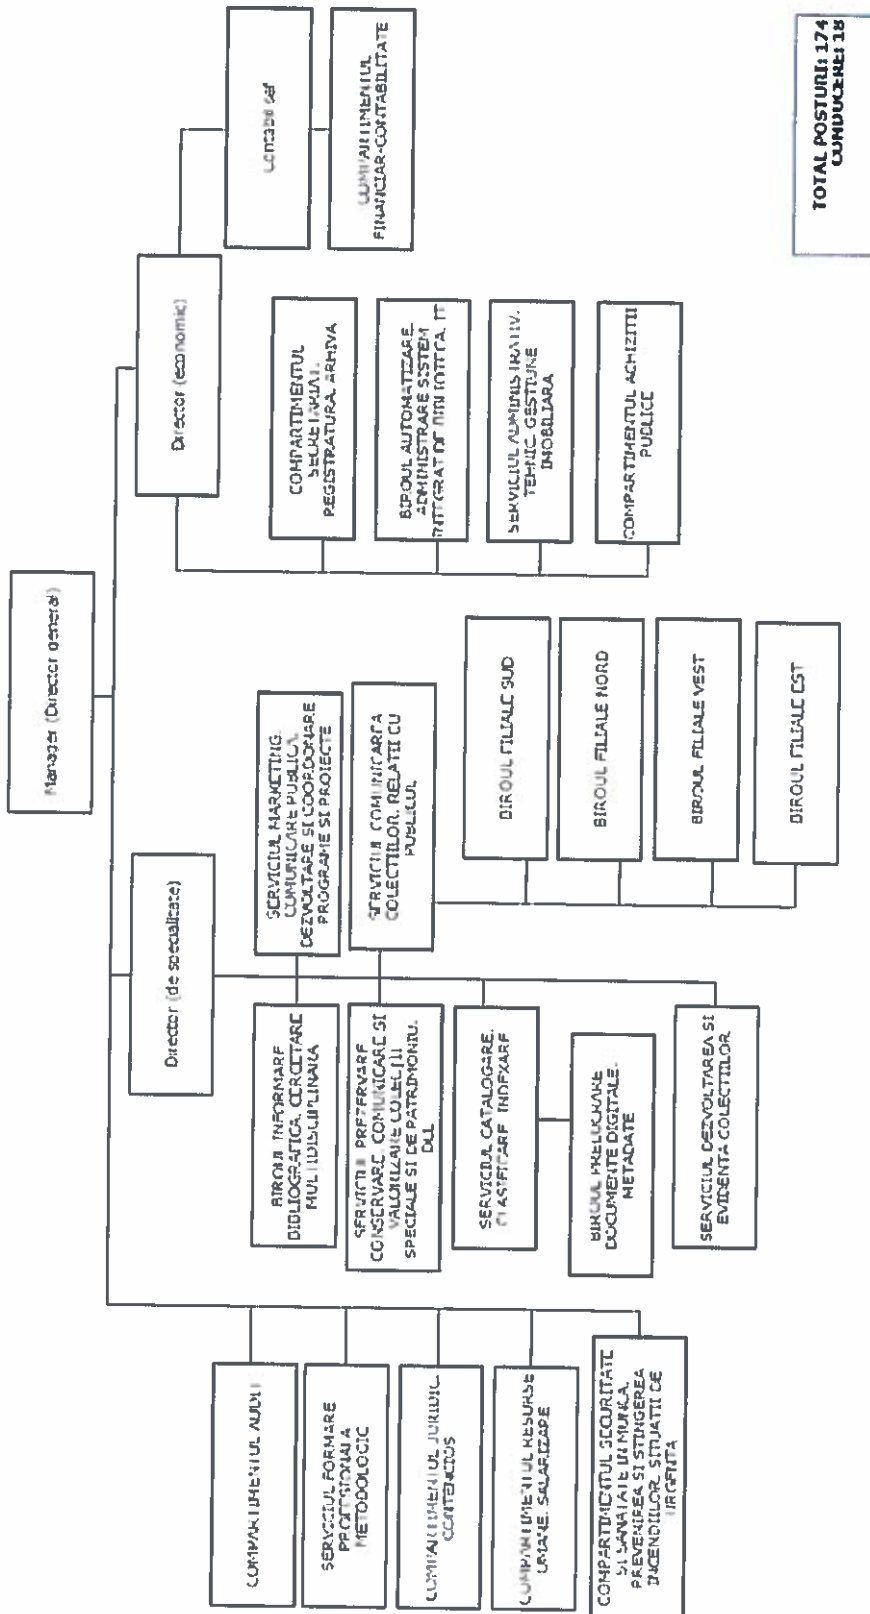 Manager (Director general)
Director (de specialitate)
Director (economic)
Contabil sef
COMPARTIMENTUL
FINANCIAR-CONTABILITATE
COMPARTIMENTUL AUDIT
SERVICIUL FORMARE
PROFESIONALA
METODOLOGIC
COMPARTIMENTUL JURIDIC,
CONTENCIOS
COMPARTIMENTUL RESURSE
UMANE, SALARIZARE
COMPARTIMENTUL SECURITATE
SI SANATATE IN MUNCA,
PREVENIREA SI STINGEREA
INCENDIILOR, SITUATII DE
URGENTA
BIROUL INFORMARE
BIBLIOGRAFICA, CERCETARE
MULTIDISCIPLINARA
SERVICIUL PREZERVARE,
CONSERVARE, COMUNICARE SI
VALORIZARE COLECTII
SPECIALE SI DE PATRIMONIU.
DLL
SERVICIUL CATALOGARE,
CLASIFICARE, INDEXARE
BIROUL PRELUCRARE
DOCUMENTE DIGITALE.
METADATE
SERVICIUL DEZVOLTAREA SI
EVIDENTA COLECTIILOR
SERVICIUL MARKETING,
COMUNICARE PUBLICA,
DEZVOLTARE SI COORDONARE
PROGRAME SI PROIECTE
SERVICIUL COMUNICAREA
COLECTIILOR, RELATII CU
PUBLICUL
BIROUL FILIALE SUD
BIROUL FILIALE NORD
BIROUL FILIALE VEST
BIROUL FILIALE EST
COMPARTIMENTUL
SECRETARIAT,
REGISTRATURA, ARHIVA
BIROUL AUTOMATIZARE,
ADMINISTRARE SISTEM
INTEGRAT DE BIBLIOTECA, IT
SERVICIUL ADMINISTRATIV,
TEHNIC, GESTIUNE
IMOBILIARA
COMPARTIMENTUL ACHIZITII
PUBLICE
TOTAL POSTURI: 174
CONDUCERE: 18